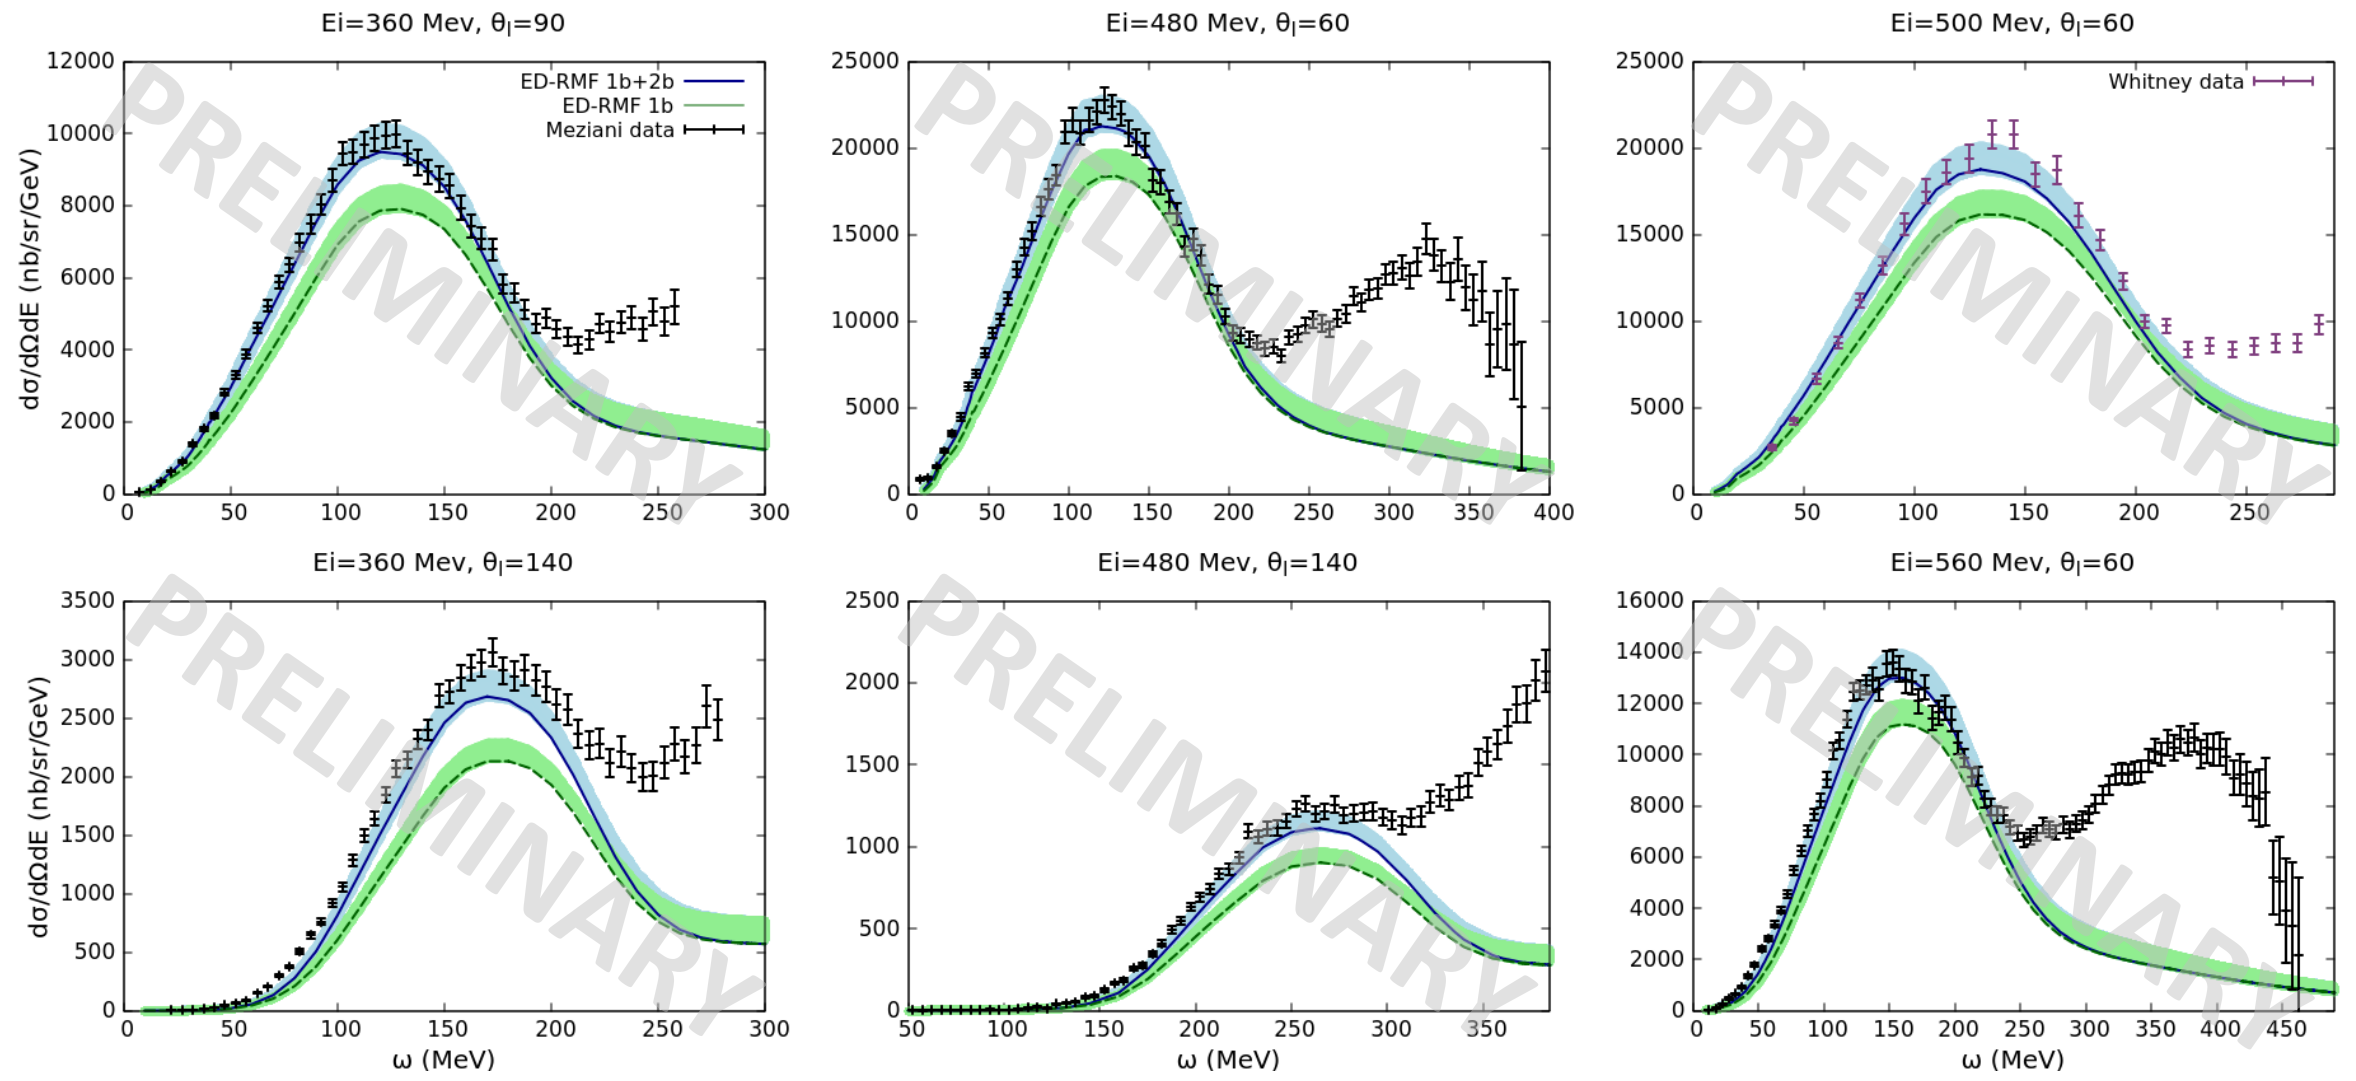 Ei=360 Mev, θl=90
12000
10000
8000
6000
4000
2000
0
0 50 100 150 200 250 300
dσ/dΩdE (nb/sr/GeV)
ED-RMF 1b+2b
ED-RMF 1b
Meziani data
PRELIMINARY
Ei=480 Mev, θl=60
25000
20000
15000
10000
5000
0
0 50 100 150 200 250 300 350 400
PRELIMINARY
Ei=500 Mev, θl=60
25000
20000
15000
10000
5000
0
0 50 100 150 200 250
Whitney data
PRELIMINARY
Ei=360 Mev, θl=140
3500
3000
2500
2000
1500
1000
500
0
0 50 100 150 200 250 300
dσ/dΩdE (nb/sr/GeV)
ω (MeV)
PRELIMINARY
Ei=480 Mev, θl=140
2500
2000
1500
1000
500
0
50 100 150 200 250 300 350
ω (MeV)
PRELIMINARY
Ei=560 Mev, θl=60
16000
14000
12000
10000
8000
6000
4000
2000
0
0 50 100 150 200 250 300 350 400 450
ω (MeV)
PRELIMINARY